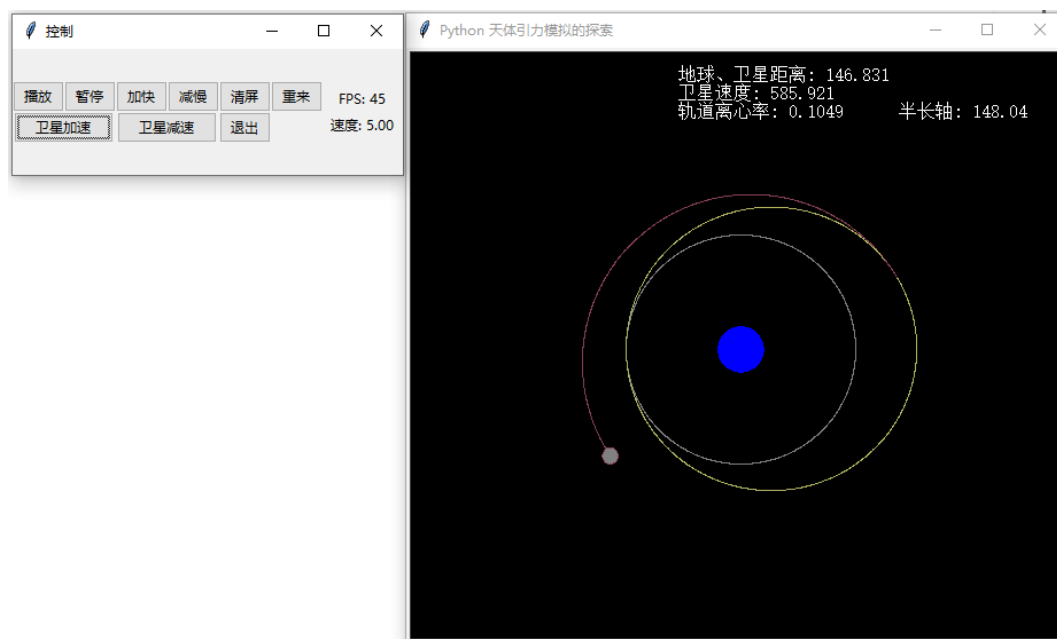 控制
播放 暂停 加快 减慢 清屏 重来 FPS: 45
卫星加速 卫星减速 退出 速度: 5.00
Python 天体引力模拟的探索
地球、卫星距离: 146.831
卫星速度: 585.921
轨道离心率: 0.1049 半长轴: 148.04